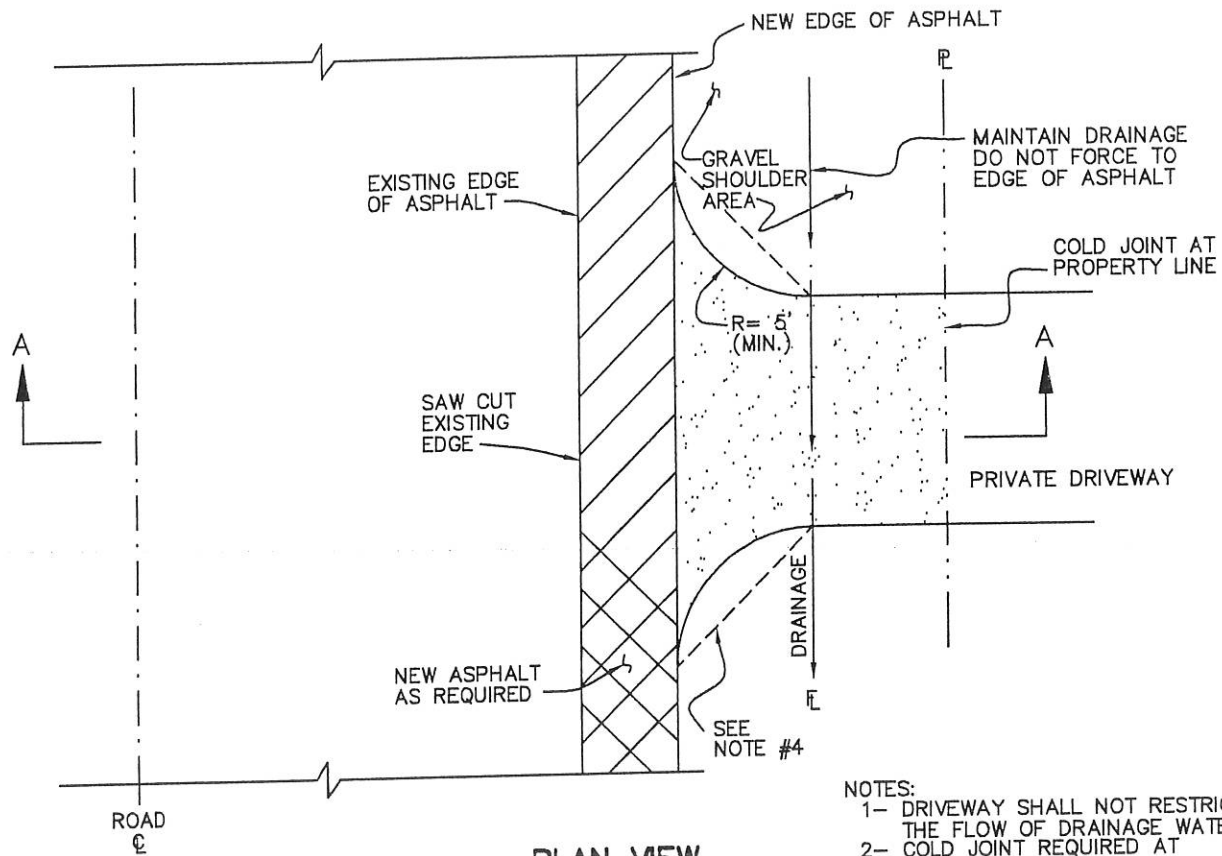 NEW EDGE OF ASPHALT
PL
MAINTAIN DRAINAGE
DO NOT FORCE TO
EDGE OF ASPHALT
GRAVEL
SHOULDER
AREA
EXISTING EDGE
OF ASPHALT
COLD JOINT AT
PROPERTY LINE
R= 5'
(MIN.)
A
A
SAW CUT
EXISTING
EDGE
PRIVATE DRIVEWAY
DRAINAGE
NEW ASPHALT
AS REQUIRED
FL
SEE
NOTE #4
ROAD
CL
PLAN VIEW
NOTES:
1- DRIVEWAY SHALL NOT RESTRIC
THE FLOW OF DRAINAGE WATE
2- COLD JOINT REQUIRED AT